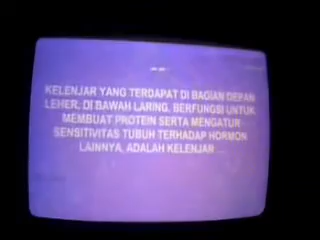 KELENJAR YANG TERDAPAT DI BAGIAN DEPAN
LEHER, DI BAWAH LARING, BERFUNGSI UNTUK
MEMBUAT PROTEIN SERTA MENGATUR
SENSITIVITAS TUBUH TERHADAP HORMON
LAINNYA, ADALAH KELENJAR ...